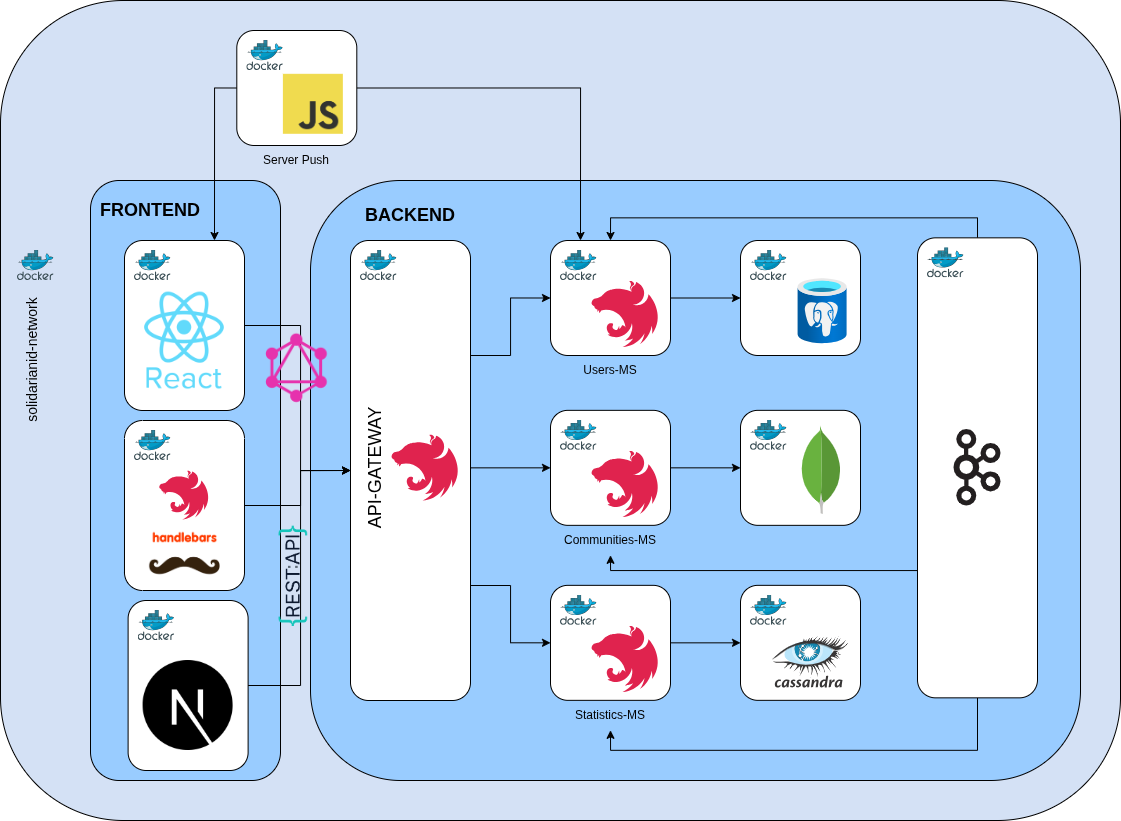 docker
JS
Server Push
FRONTEND
BACKEND
docker
solidarianid-network
docker
React
docker
handlebars
docker
N
{REST:API}
docker
API-GATEWAY
docker
Users-MS
docker
docker
Communities-MS
docker
docker
Statistics-MS
docker
cassandra
docker